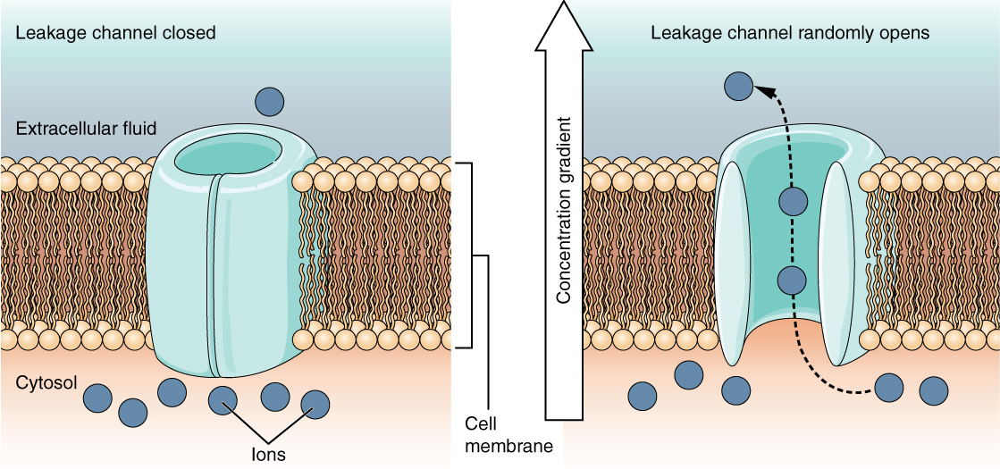 Leakage channel closed
Leakage channel randomly opens
Extracellular fluid
Concentration gradient
Cytosol
Ions
Cell
membrane